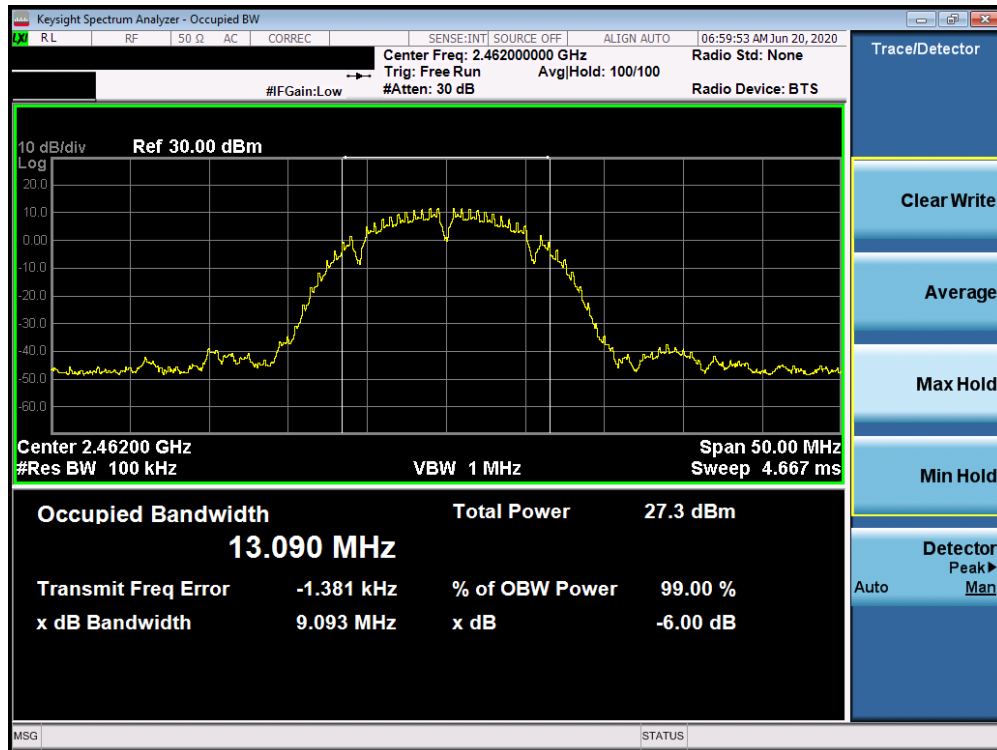 Keysight Spectrum Analyzer - Occupied BW
LXI RL RF 50 Ω AC CORREC SENSE:INT SOURCE OFF ALIGN AUTO 06:59:53 AM Jun 20, 2020
Center Freq: 2.462000000 GHz Radio Std: None
Trig: Free Run Avg|Hold: 100/100
#IFGain:Low #Atten: 30 dB Radio Device: BTS
10 dB/div Ref 30.00 dBm
Log
20.0
10.0
0.00
-10.0
-20.0
-30.0
-40.0
-50.0
-60.0
Center 2.46200 GHz Span 50.00 MHz
#Res BW 100 kHz VBW 1 MHz Sweep 4.667 ms
Occupied Bandwidth Total Power 27.3 dBm
13.090 MHz
Transmit Freq Error -1.381 kHz % of OBW Power 99.00 %
x dB Bandwidth 9.093 MHz x dB -6.00 dB
Trace/Detector
Clear Write
Average
Max Hold
Min Hold
Detector
Peak▶
Auto Man
MSG STATUS